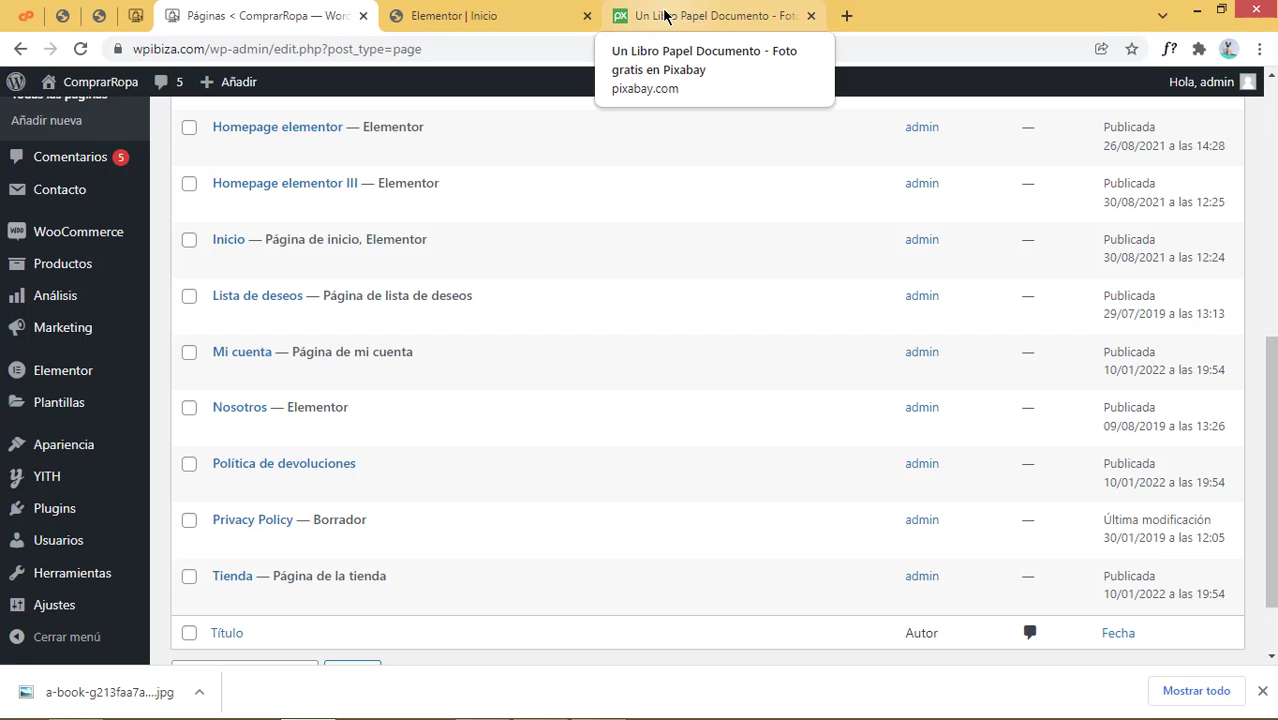 Páginas < ComprarRopa — Wor
Elementor | Inicio
Un Libro Papel Documento - Fot
wpibiza.com/wp-admin/edit.php?post_type=page
Un Libro Papel Documento - Foto
gratis en Pixabay
pixabay.com
ComprarRopa
5
Añadir
Hola, admin
Todas las páginas
Añadir nueva
Comentarios 5
Contacto
WooCommerce
Productos
Análisis
Marketing
Elementor
Plantillas
Apariencia
YITH
Plugins
Usuarios
Herramientas
Ajustes
Cerrar menú
Homepage elementor — Elementor
admin
—
Publicada
26/08/2021 a las 14:28
Homepage elementor III — Elementor
admin
—
Publicada
30/08/2021 a las 12:25
Inicio — Página de inicio, Elementor
admin
—
Publicada
30/08/2021 a las 12:24
Lista de deseos — Página de lista de deseos
admin
—
Publicada
29/07/2019 a las 13:13
Mi cuenta — Página de mi cuenta
admin
—
Publicada
10/01/2022 a las 19:54
Nosotros — Elementor
admin
—
Publicada
09/08/2019 a las 13:26
Política de devoluciones
admin
—
Publicada
10/01/2022 a las 19:54
Privacy Policy — Borrador
admin
—
Última modificación
30/01/2019 a las 12:05
Tienda — Página de la tienda
admin
—
Publicada
10/01/2022 a las 19:54
Título
Autor
Fecha
a-book-g213faa7a....jpg
Mostrar todo